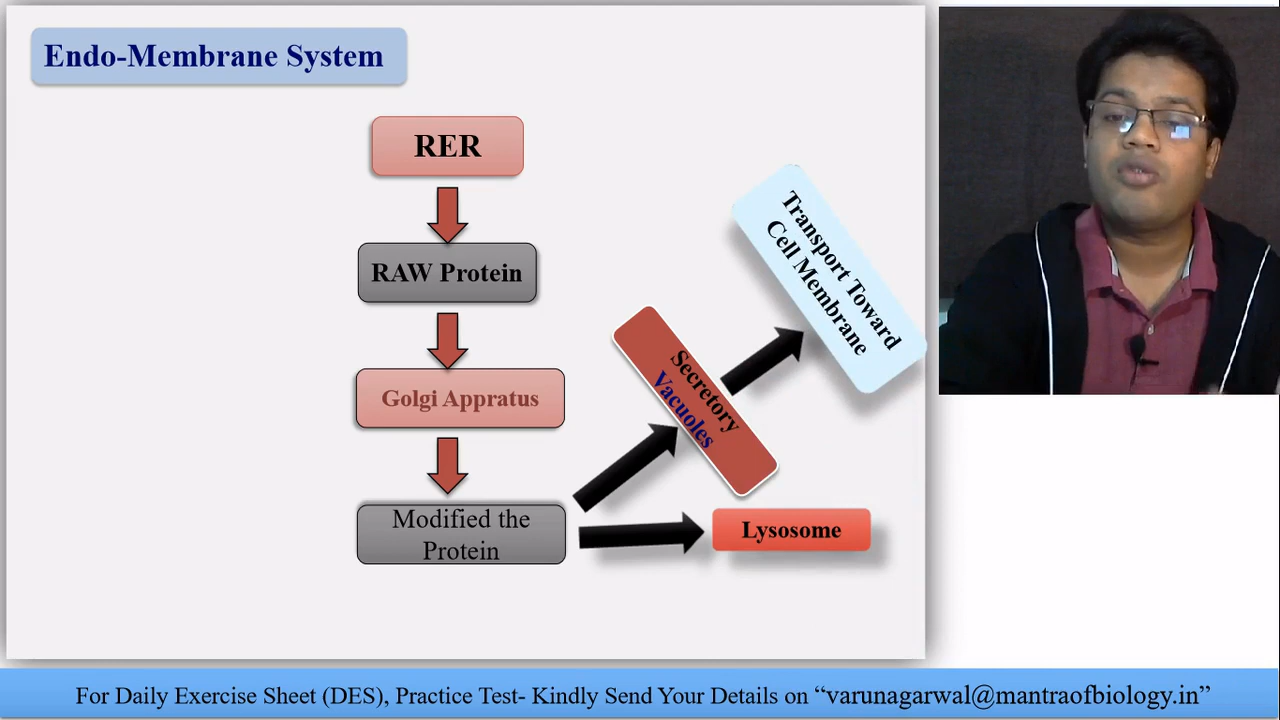 Endo-Membrane System
RER
RAW Protein
Golgi Appratus
Modified the
Protein
Secretory
Vacuoles
Transport Toward
Cell Membrane
Lysosome
For Daily Exercise Sheet (DES), Practice Test- Kindly Send Your Details on “varunagarwal@mantraofbiology.in”